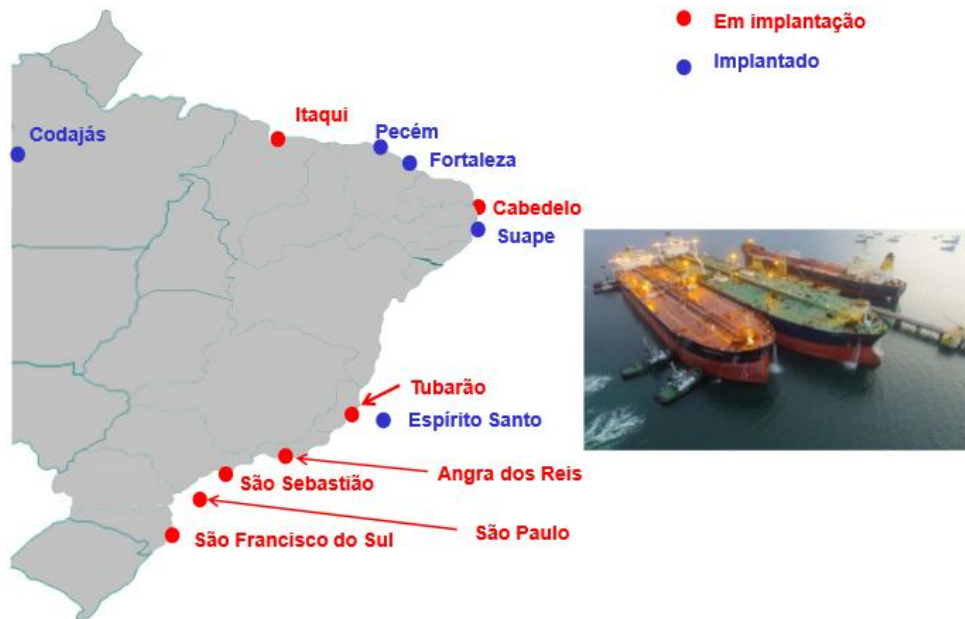 Em implantação
Implantado
Itaqui
Codajás
Pecém
Fortaleza
Cabedelo
Suape
Tubarão
Espírito Santo
Angra dos Reis
São Sebastião
São Paulo
São Francisco do Sul